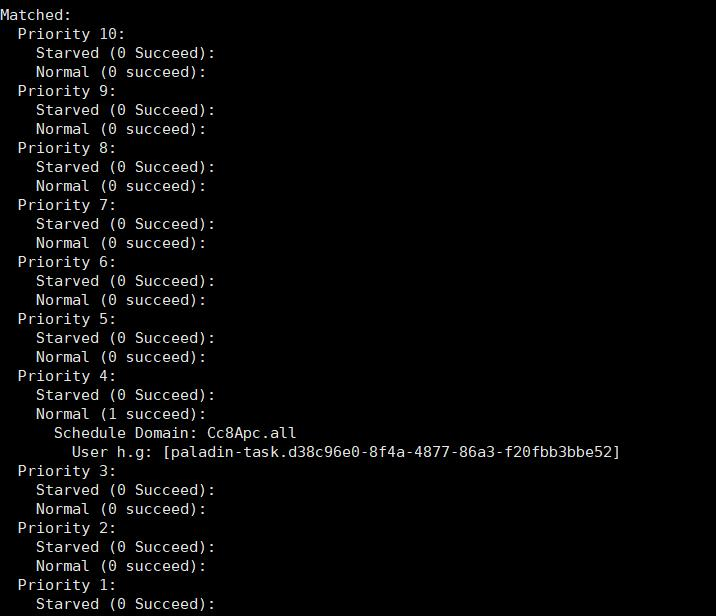 Matched:
Priority 10:
Starved (0 Succeed):
Normal (0 succeed):
Priority 9:
Starved (0 Succeed):
Normal (0 succeed):
Priority 8:
Starved (0 Succeed):
Normal (0 succeed):
Priority 7:
Starved (0 Succeed):
Normal (0 succeed):
Priority 6:
Starved (0 Succeed):
Normal (0 succeed):
Priority 5:
Starved (0 Succeed):
Normal (0 succeed):
Priority 4:
Starved (0 Succeed):
Normal (1 succeed):
Schedule Domain: Cc8Apc.all
User h.g: [paladin-task.d38c96e0-8f4a-4877-86a3-f20fbb3bbe52]
Priority 3:
Starved (0 Succeed):
Normal (0 succeed):
Priority 2:
Starved (0 Succeed):
Normal (0 succeed):
Priority 1:
Starved (0 Succeed):